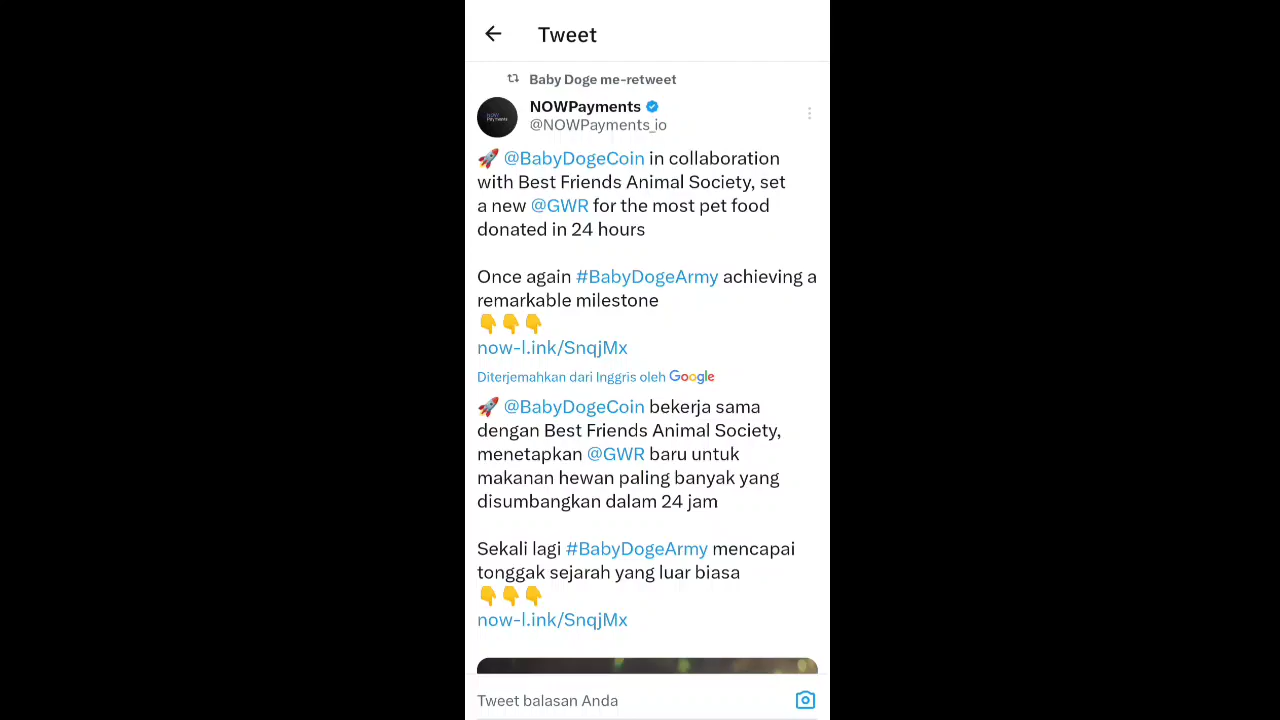 Tweet
Baby Doge me-retweet
NOWPayments
@NOWPayments_io
NOW Payments
🚀 @BabyDogeCoin in collaboration
with Best Friends Animal Society, set
a new @GWR for the most pet food
donated in 24 hours
Once again #BabyDogeArmy achieving a
remarkable milestone
👇👇👇
now-l.ink/SnqjMx
Diterjemahkan dari Inggris oleh Google
🚀 @BabyDogeCoin bekerja sama
dengan Best Friends Animal Society,
menetapkan @GWR baru untuk
makanan hewan paling banyak yang
disumbangkan dalam 24 jam
Sekali lagi #BabyDogeArmy mencapai
tonggak sejarah yang luar biasa
👇👇👇
now-l.ink/SnqjMx
Tweet balasan Anda